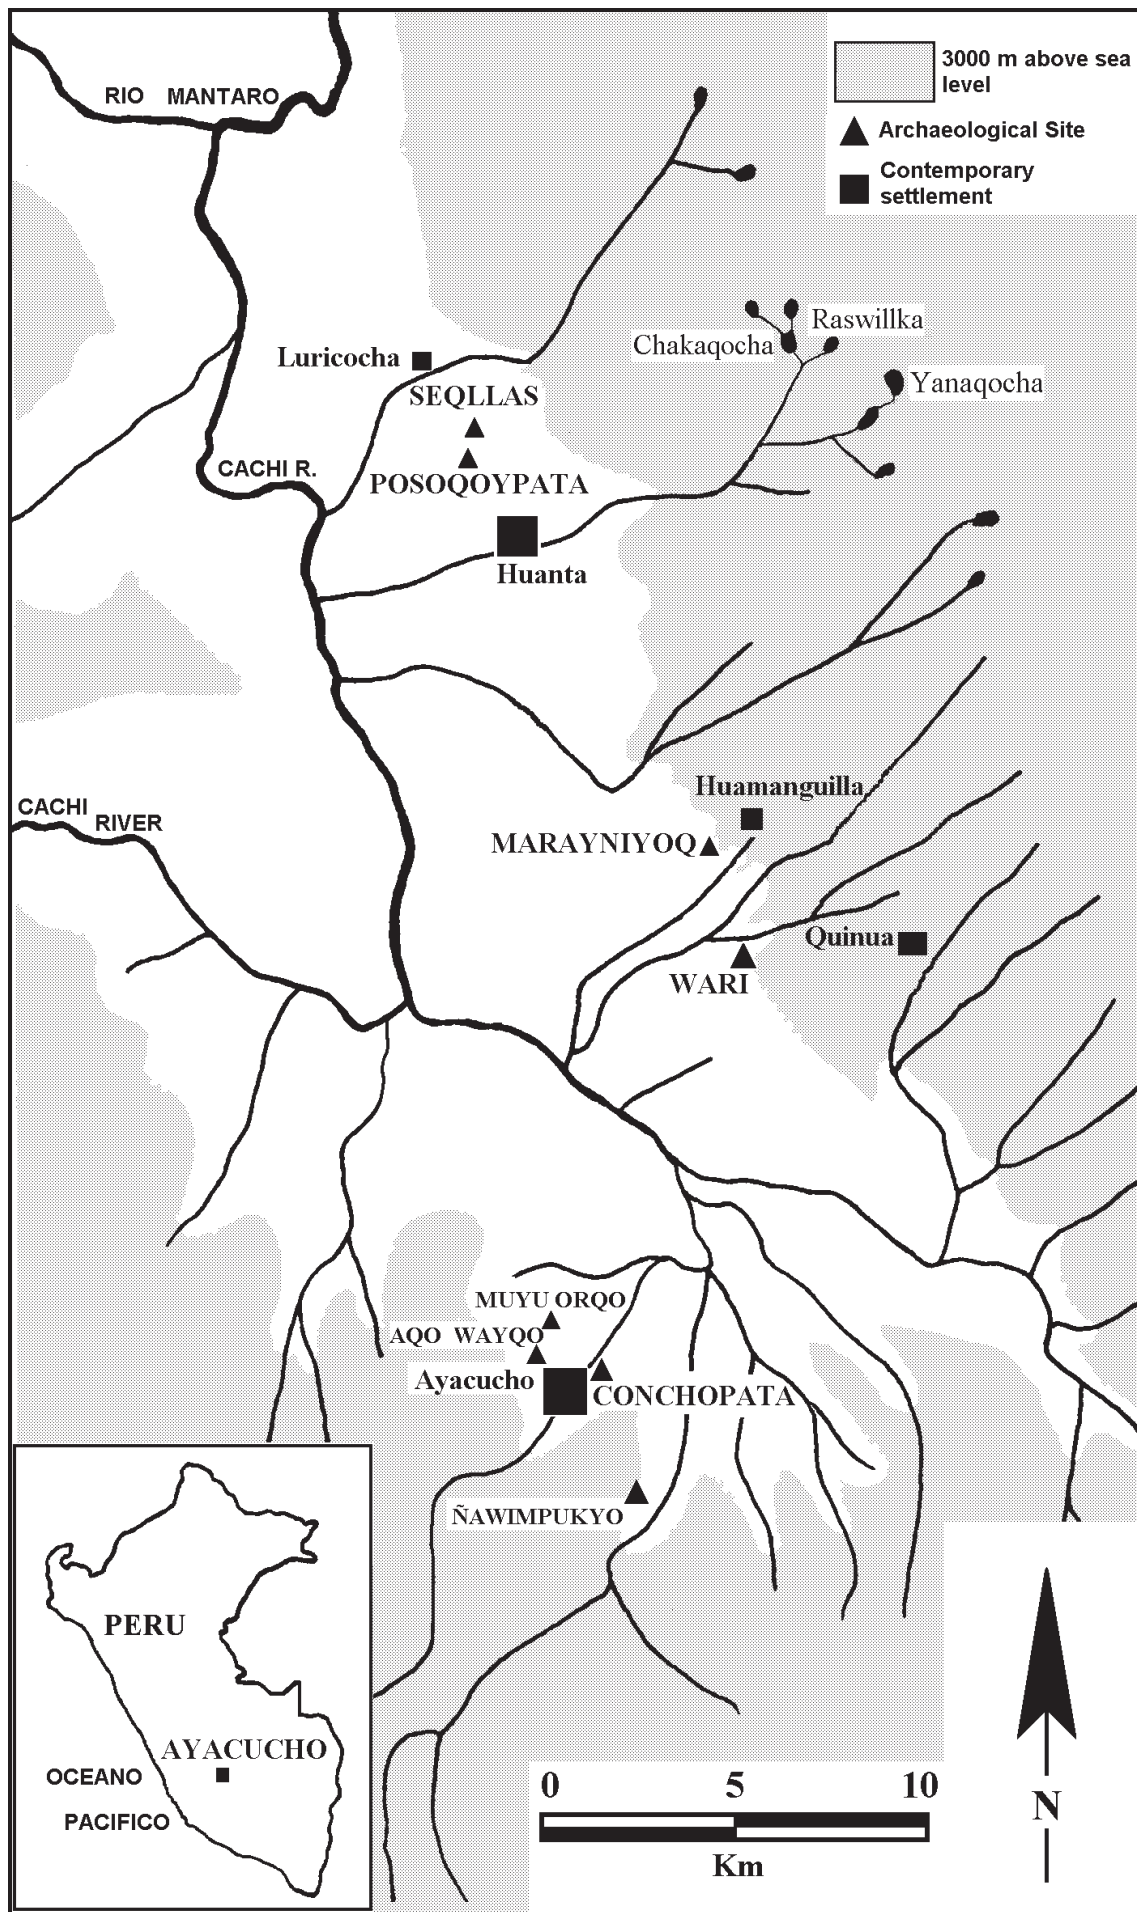 3000 m above sea
level
RIO MANTARO
Archaeological Site
Contemporary
settlement
Raswillka
Chakaqocha
Luricocha
Yanaqocha
SEQLLAS
CACHI R.
POSOQOYPATA
Huanta
Huamanguilla
CACHI
RIVER
MARAYNIYOQ
Quinua
WARI
MUYU ORQO
AQO WAYQO
Ayacucho
CONCHOPATA
ÑAWIMPUKYO
PERU
AYACUCHO
OCEANO
PACIFICO
0 5 10
Km
N